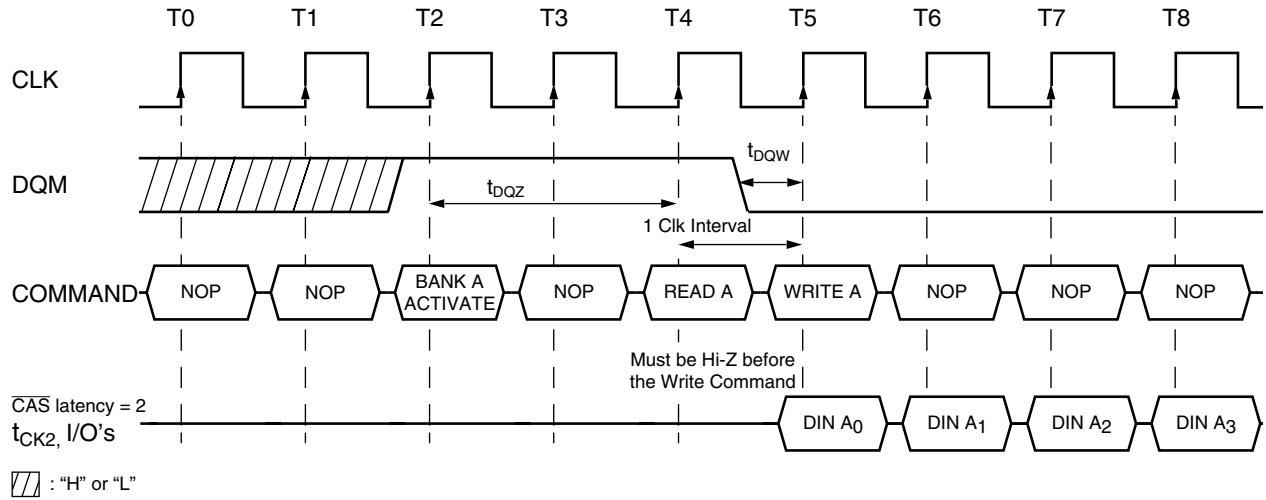 T0 T1 T2 T3 T4 T5 T6 T7 T8
CLK
tDQW
DQM
tDQZ
1 Clk Interval
COMMAND NOP NOP BANK A ACTIVATE NOP READ A WRITE A NOP NOP NOP
Must be Hi-Z before
the Write Command
CAS latency = 2
tCK2, I/O's DIN A0 DIN A1 DIN A2 DIN A3
: “H” or “L”